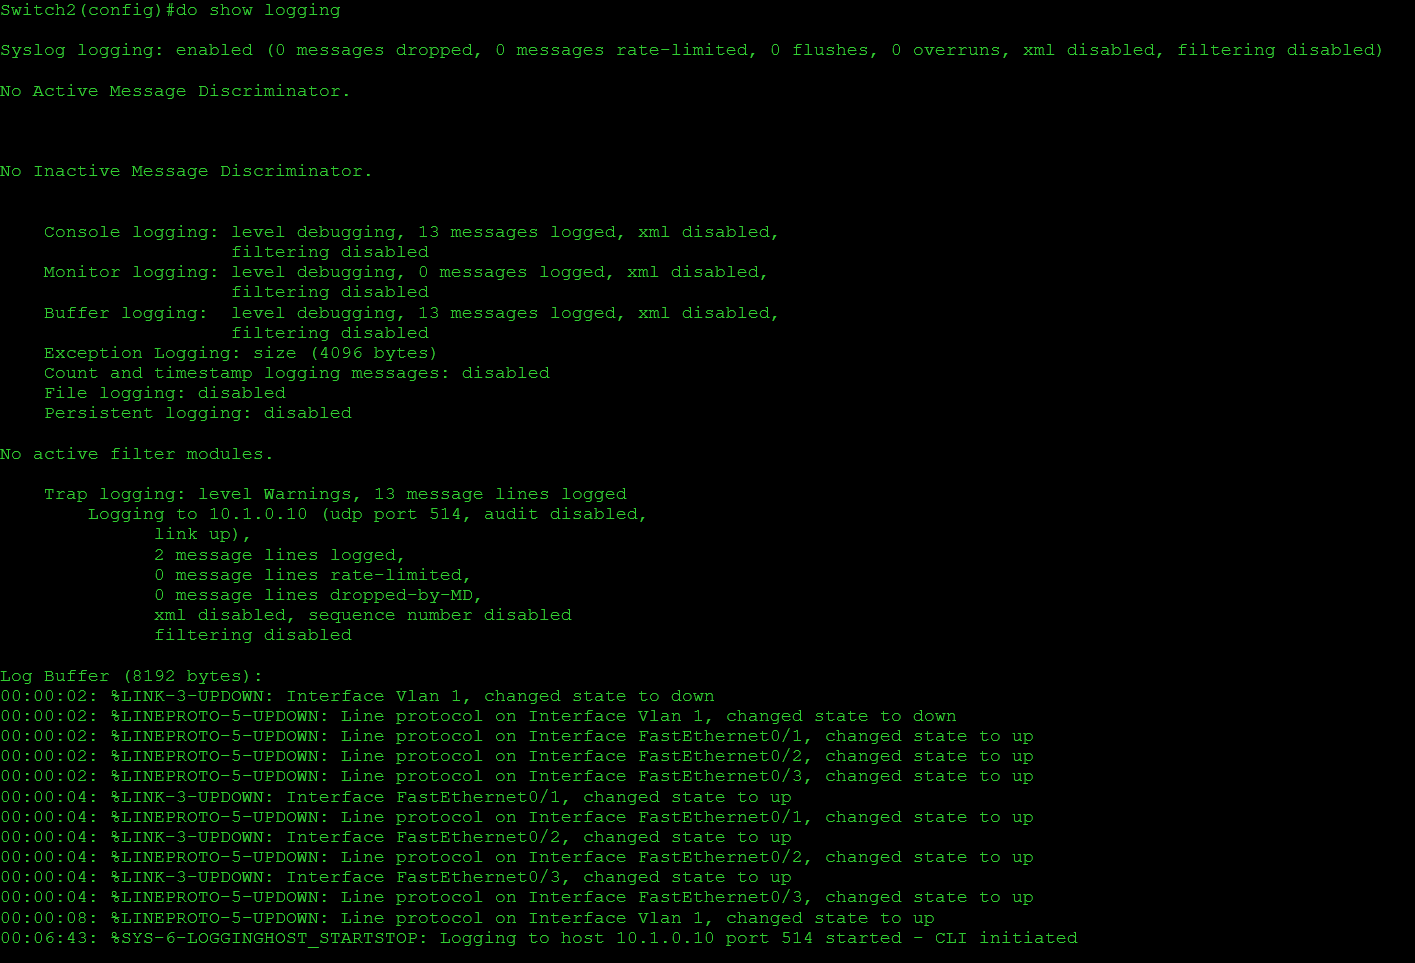 Switch2(config)#do show logging
Syslog logging: enabled (0 messages dropped, 0 messages rate-limited, 0 flushes, 0 overruns, xml disabled, filtering disabled)
No Active Message Discriminator.
No Inactive Message Discriminator.
Console logging: level debugging, 13 messages logged, xml disabled,
filtering disabled
Monitor logging: level debugging, 0 messages logged, xml disabled,
filtering disabled
Buffer logging:  level debugging, 13 messages logged, xml disabled,
filtering disabled
Exception Logging: size (4096 bytes)
Count and timestamp logging messages: disabled
File logging: disabled
Persistent logging: disabled
No active filter modules.
Trap logging: level Warnings, 13 message lines logged
Logging to 10.1.0.10 (udp port 514, audit disabled,
link up),
2 message lines logged,
0 message lines rate-limited,
0 message lines dropped-by-MD,
xml disabled, sequence number disabled
filtering disabled
Log Buffer (8192 bytes):
00:00:02: %LINK-3-UPDOWN: Interface Vlan 1, changed state to down
00:00:02: %LINEPROTO-5-UPDOWN: Line protocol on Interface Vlan 1, changed state to down
00:00:02: %LINEPROTO-5-UPDOWN: Line protocol on Interface FastEthernet0/1, changed state to up
00:00:02: %LINEPROTO-5-UPDOWN: Line protocol on Interface FastEthernet0/2, changed state to up
00:00:02: %LINEPROTO-5-UPDOWN: Line protocol on Interface FastEthernet0/3, changed state to up
00:00:04: %LINK-3-UPDOWN: Interface FastEthernet0/1, changed state to up
00:00:04: %LINEPROTO-5-UPDOWN: Line protocol on Interface FastEthernet0/1, changed state to up
00:00:04: %LINK-3-UPDOWN: Interface FastEthernet0/2, changed state to up
00:00:04: %LINEPROTO-5-UPDOWN: Line protocol on Interface FastEthernet0/2, changed state to up
00:00:04: %LINK-3-UPDOWN: Interface FastEthernet0/3, changed state to up
00:00:04: %LINEPROTO-5-UPDOWN: Line protocol on Interface FastEthernet0/3, changed state to up
00:00:08: %LINEPROTO-5-UPDOWN: Line protocol on Interface Vlan 1, changed state to up
00:06:43: %SYS-6-LOGGINGHOST_STARTSTOP: Logging to host 10.1.0.10 port 514 started - CLI initiated